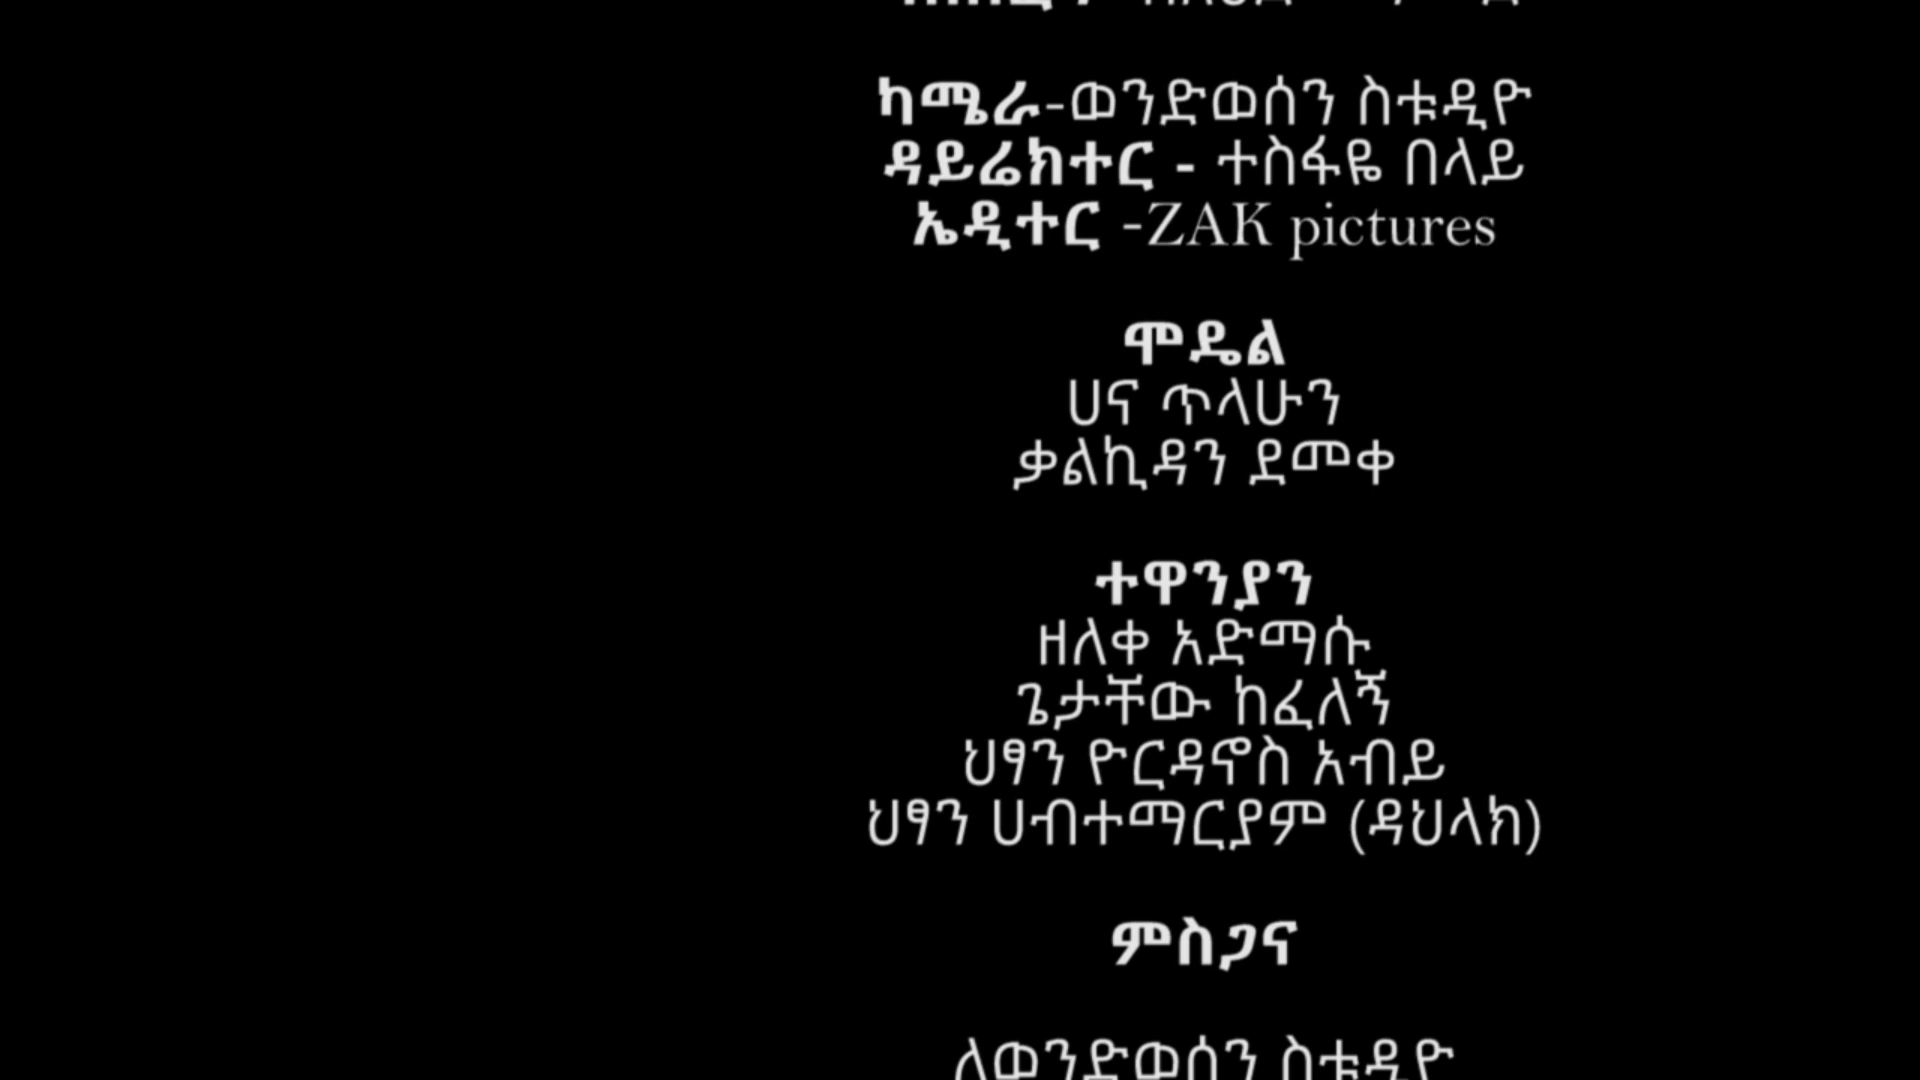 ካሜራ-ወንድወሰን ስቱዲዮ
ዳይሬክተር - ተስፋዬ በላይ
ኤዲተር -ZAK pictures
ሞዴል
ሀና ጥላሁን
ቃልኪዳን ደመቀ
ተዋንያን
ዘለቀ አድማሱ
ጌታቸው ከፈለኝ
ህፃን ዮርዳኖስ አብይ
ህፃን ሀብተማርያም (ዳህላክ)
ምስጋና
ለወንድወሰን ስቱዲዮ